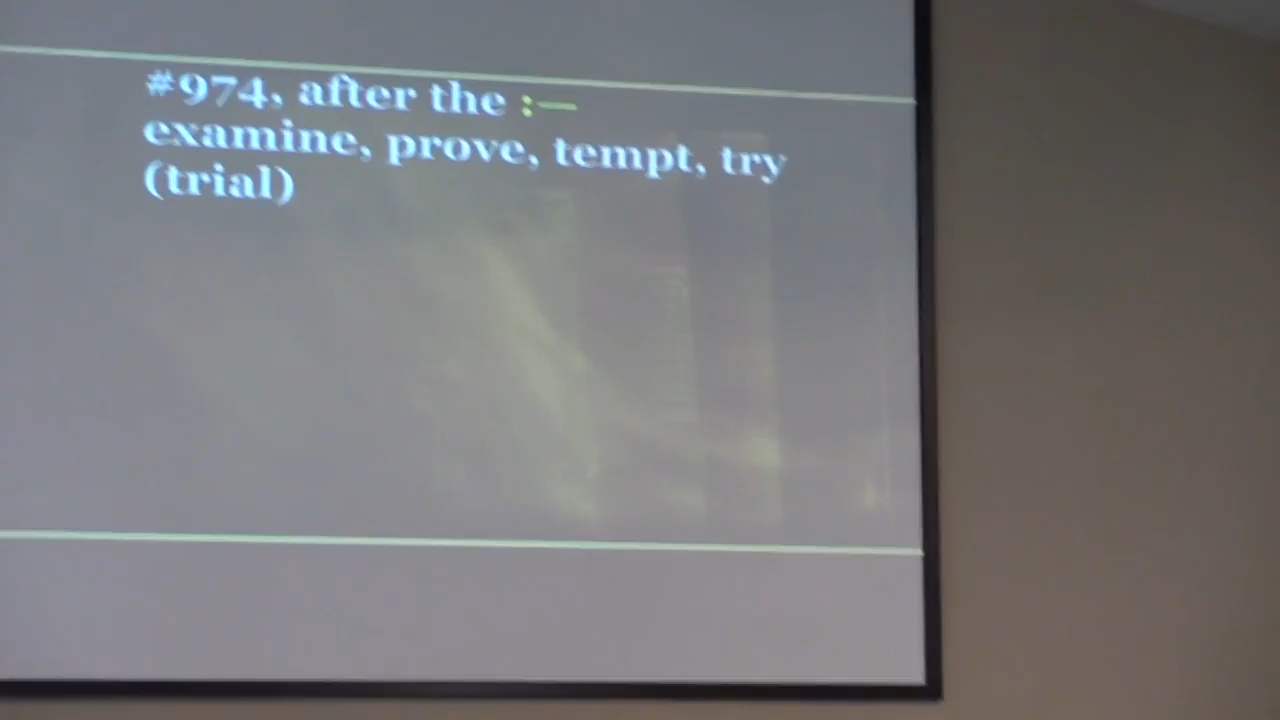 #974, after the :—
examine, prove, tempt, try
(trial)